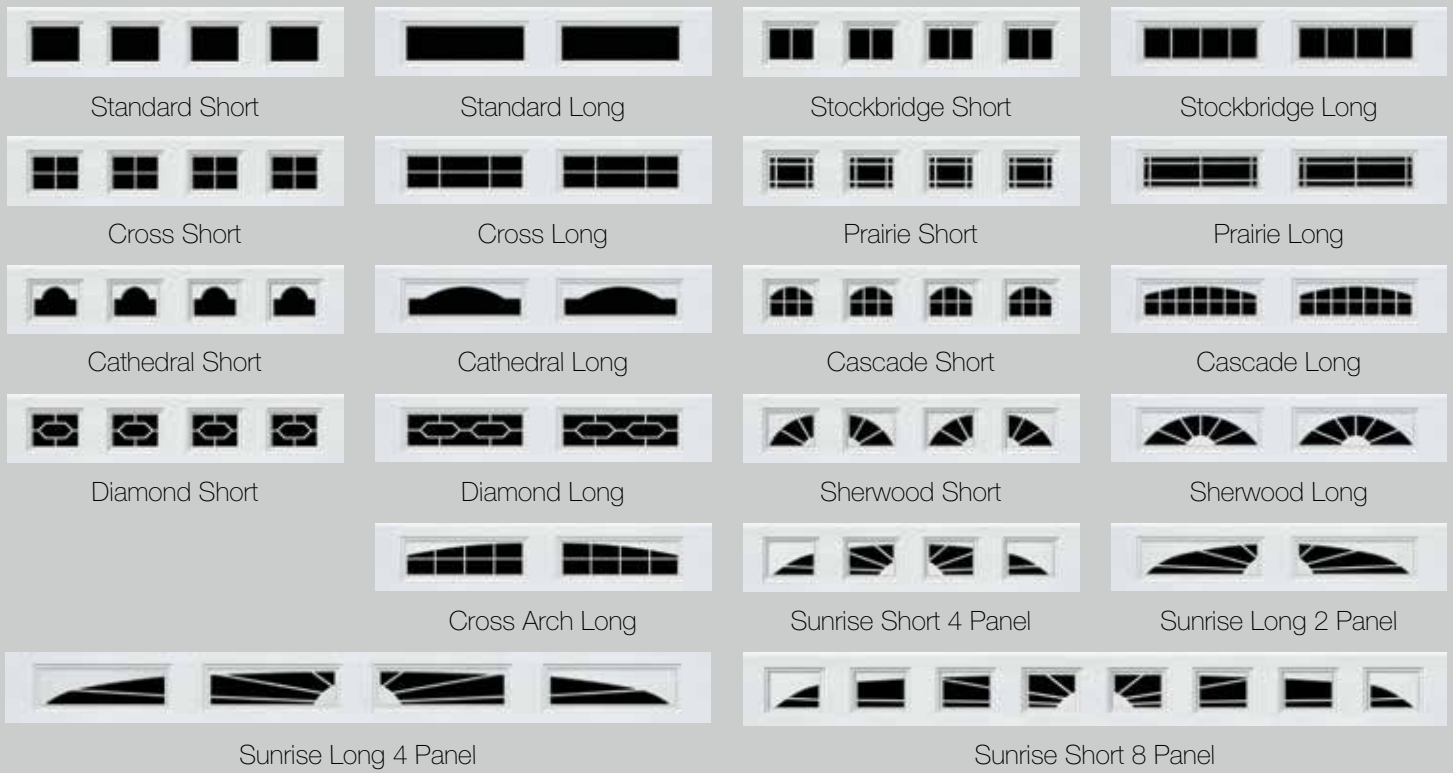 Standard Short
Standard Long
Stockbridge Short
Stockbridge Long
Cross Short
Cross Long
Prairie Short
Prairie Long
Cathedral Short
Cathedral Long
Cascade Short
Cascade Long
Diamond Short
Diamond Long
Sherwood Short
Sherwood Long
Cross Arch Long
Sunrise Short 4 Panel
Sunrise Long 2 Panel
Sunrise Long 4 Panel
Sunrise Short 8 Panel